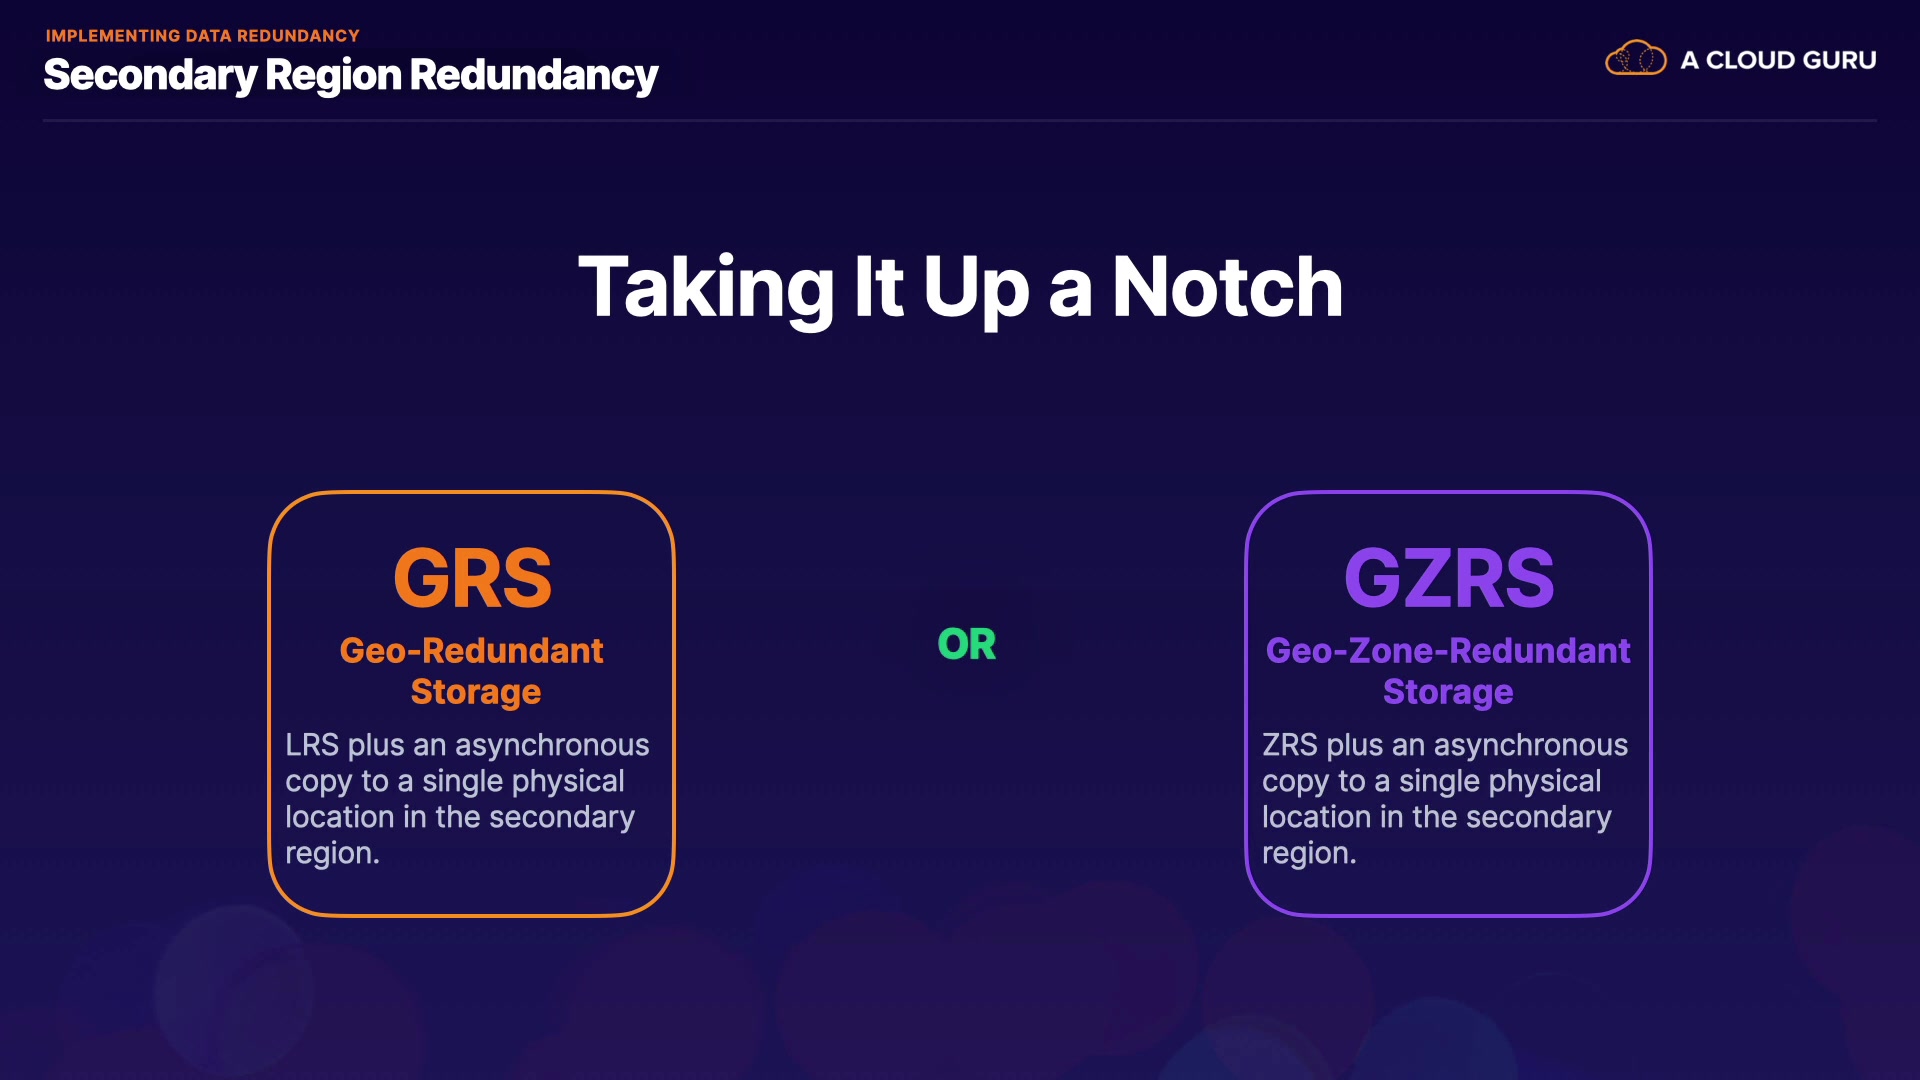 IMPLEMENTING DATA REDUNDANCY
Secondary Region Redundancy
A CLOUD GURU
Taking It Up a Notch
GRS
Geo-Redundant
Storage
LRS plus an asynchronous
copy to a single physical
location in the secondary
region.
OR
GZRS
Geo-Zone-Redundant
Storage
ZRS plus an asynchronous
copy to a single physical
location in the secondary
region.